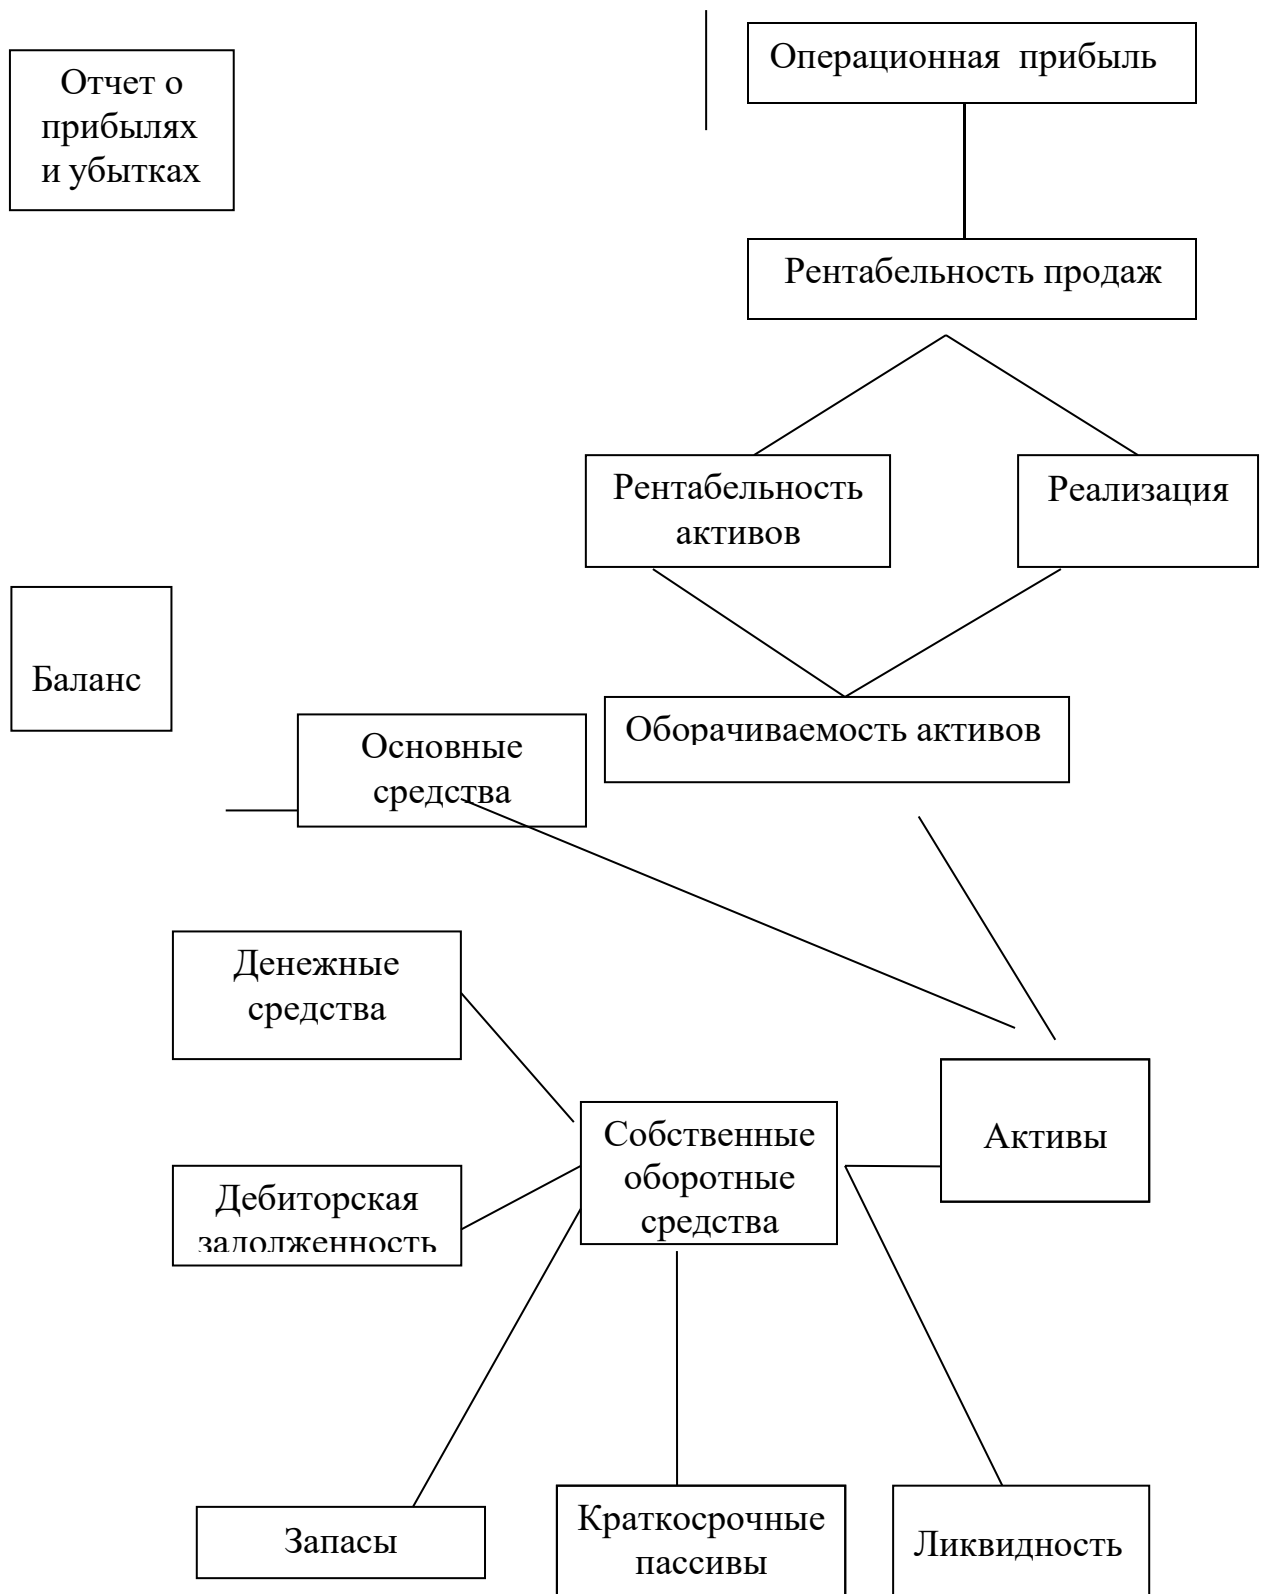 Операционная прибыль
Отчет о
прибылях
и убытках
Рентабельность продаж
Рентабельность
активов
Реализация
Баланс
Основные
средства
Оборачиваемость активов
Денежные
средства
Собственные
оборотные
средства
Активы
Дебиторская
задолженность
Запасы
Краткосрочные
пассивы
Ликвидность